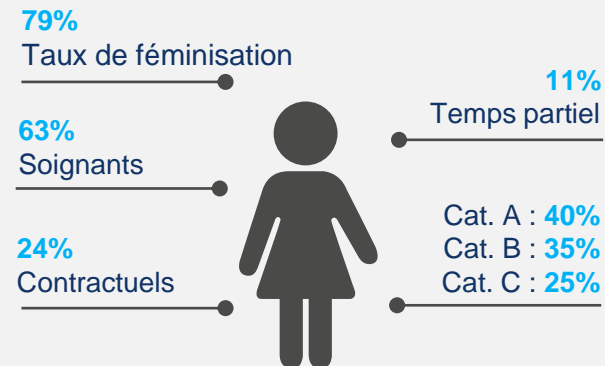 79%
Taux de féminisation
63%
Soignants
24%
Contractuels
11%
Temps partiel
Cat. A : 40%
Cat. B : 35%
Cat. C : 25%